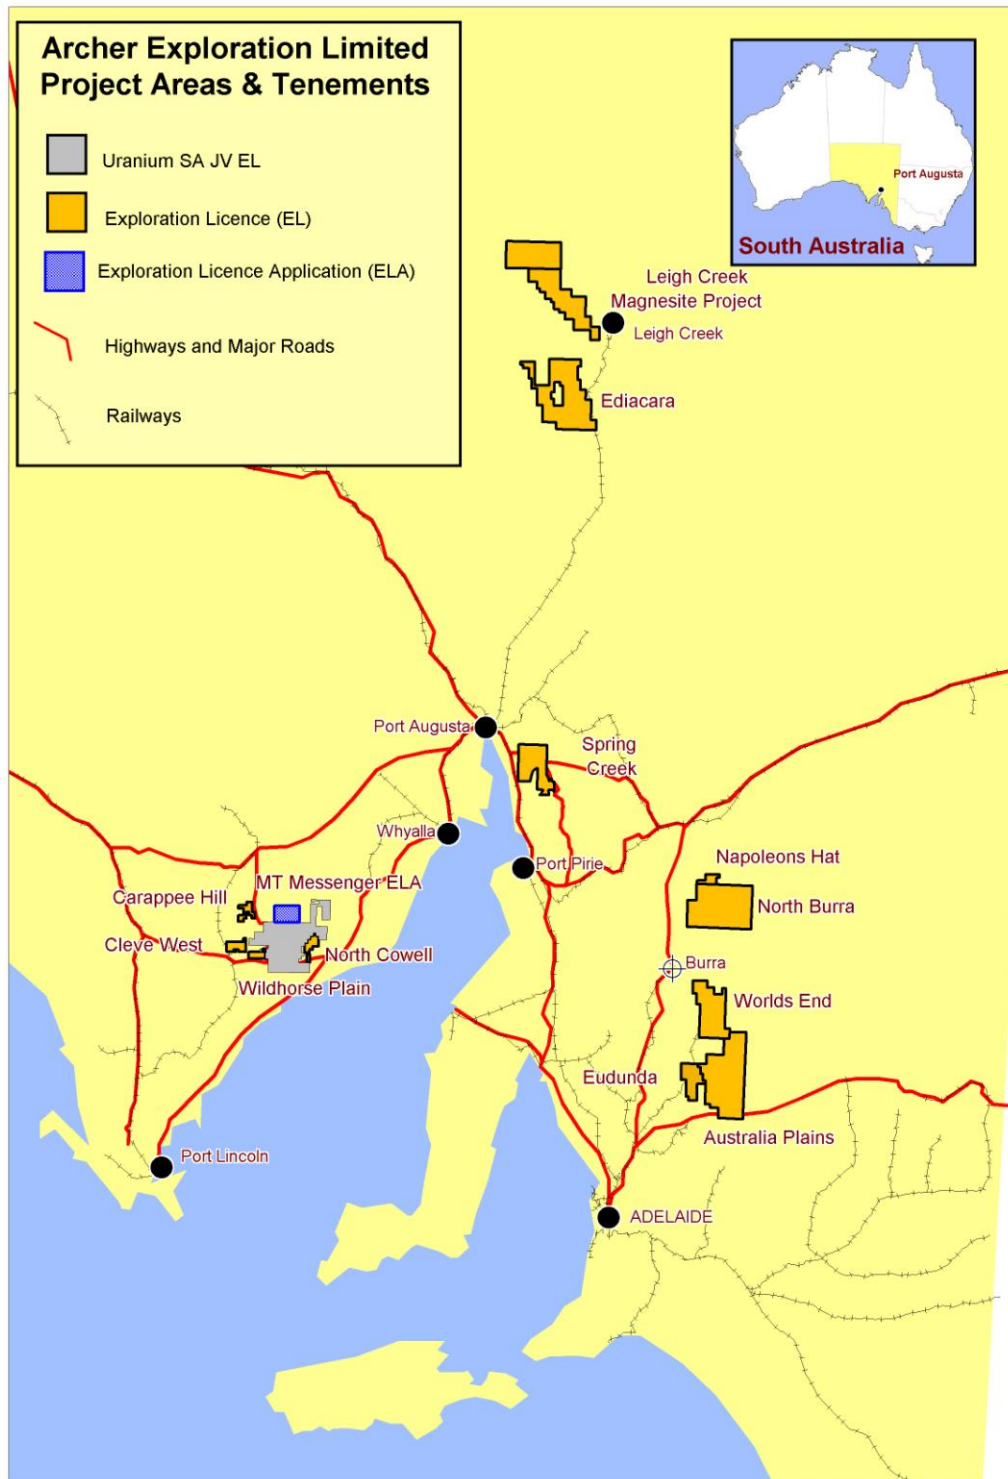 Archer Exploration Limited
Project Areas & Tenements
Uranium SA JV EL
Exploration Licence (EL)
Exploration Licence Application (ELA)
Highways and Major Roads
Railways
Port Augusta
South Australia
Leigh Creek
Magnesite Project
Leigh Creek
Ediacara
Port Augusta
Spring
Creek
Whyalla
Port Pirie
Napoleons Hat
MT Messenger ELA
Carappee Hill
North Burra
Cleve West
North Cowell
Burra
Wildhorse Plain
Worlds End
Eudunda
Australia Plains
Port Lincoln
ADELAIDE